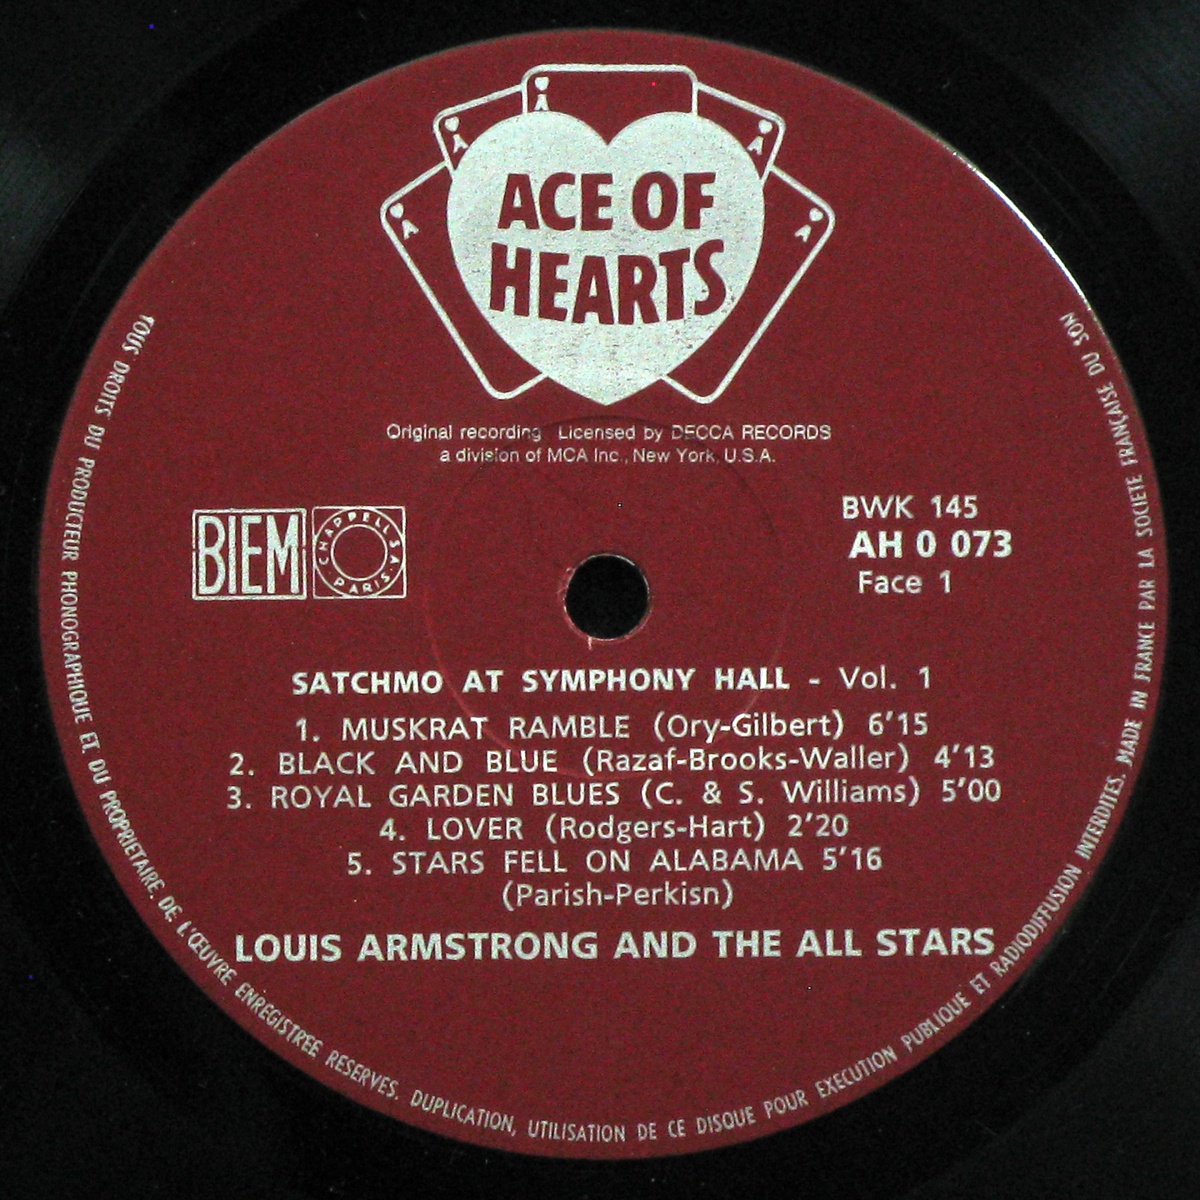 A
A
A
A
A
ACE OF
HEARTS
Original recording Licensed by DECCA RECORDS
a division of MCA Inc., New York, U.S.A.
BIEM
CHAPPELL S.A.
PARIS.
BWK 145
AH 0 073
Face 1
SATCHMO AT SYMPHONY HALL - Vol. 1
1. MUSKRAT RAMBLE (Ory-Gilbert) 6'15
2. BLACK AND BLUE (Razaf-Brooks-Waller) 4'13
3. ROYAL GARDEN BLUES (C. & S. Williams) 5'00
4. LOVER (Rodgers-Hart) 2'20
5. STARS FELL ON ALABAMA 5'16
(Parish-Perkisn)
LOUIS ARMSTRONG AND THE ALL STARS
TOUS DROITS DU PRODUCTEUR PHONOGRAPHIQUE ET DU PROPRIETAIRE DE L'ŒUVRE ENREGISTREE RESERVES. DUPLICATION, UTILISATION DE CE DISQUE POUR EXECUTION PUBLIQUE ET RADIODIFFUSION INTERDITES. MADE IN FRANCE PAR LA SOCIETE FRANÇAISE DU SON